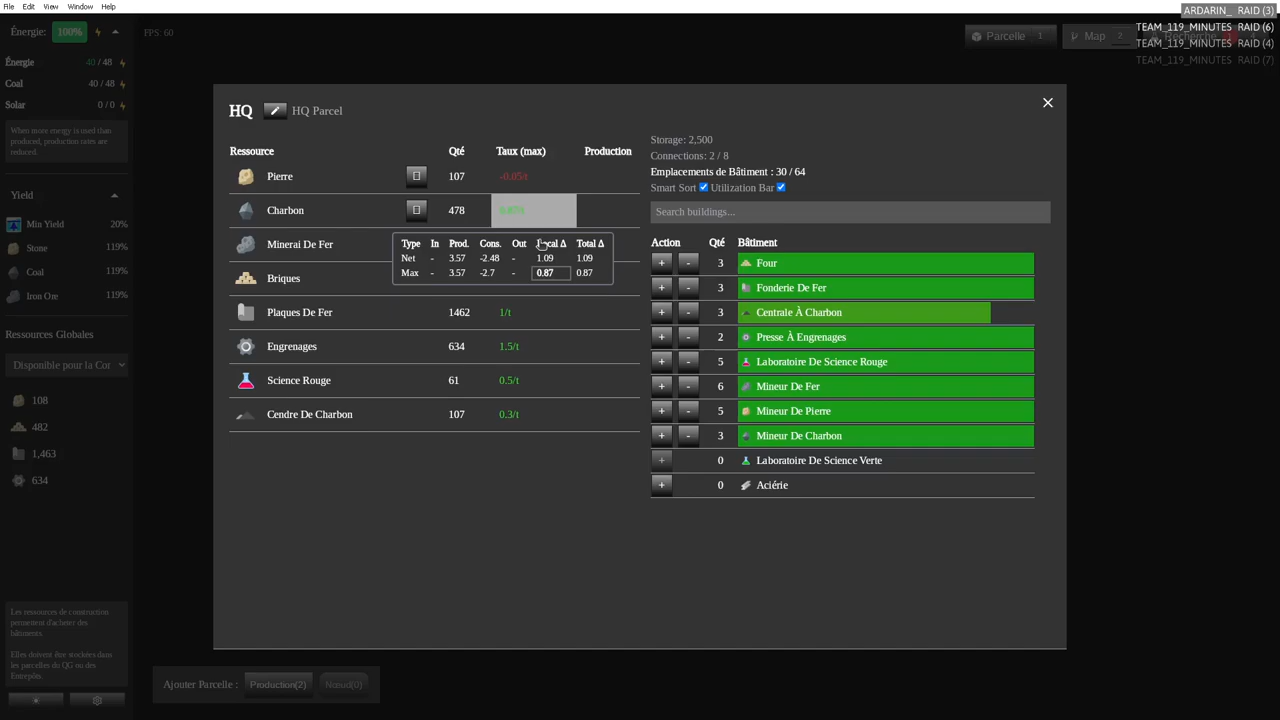 File Edit View Window Help
ARDARIN_ RAID (3)
TEAM_119_MINUTES RAID (6)
TEAM_119_MINUTES RAID (4)
TEAM_119_MINUTES RAID (7)
Énergie: 100%
FPS: 60
Parcelle 1
Map 2
Recherche
Énergie 40 / 48
Coal 40 / 48
Solar 0 / 0
When more energy is used than
produced, production rates are
reduced.
Yield
Min Yield 20%
Stone 119%
Coal 119%
Iron Ore 119%
Ressources Globales
Disponible pour la Cor
108
482
1,463
634
Les ressources de construction
permettent d'acheter des
bâtiments.
Elles doivent être stockées dans
les parcelles du QG ou des
Entrepôts.
HQ HQ Parcel
Ressource Qté Taux (max) Production
Pierre 107 -0.05/t
Charbon 478 0.87/t
Minerai De Fer
Type In Prod. Cons. Out Local Δ Total Δ
Net - 3.57 -2.48 - 1.09 1.09
Max - 3.57 -2.7 - 0.87 0.87
Briques
Plaques De Fer 1462 1/t
Engrenages 634 1.5/t
Science Rouge 61 0.5/t
Cendre De Charbon 107 0.3/t
Storage: 2,500
Connections: 2 / 8
Emplacements de Bâtiment : 30 / 64
Smart Sort Utilization Bar
Search buildings...
Action Qté Bâtiment
+ - 3 Four
+ - 3 Fonderie De Fer
+ - 3 Centrale À Charbon
+ - 2 Presse À Engrenages
+ - 5 Laboratoire De Science Rouge
+ - 6 Mineur De Fer
+ - 5 Mineur De Pierre
+ - 3 Mineur De Charbon
+ 0 Laboratoire De Science Verte
+ 0 Aciérie
Ajouter Parcelle : Production(2) Nœud(0)